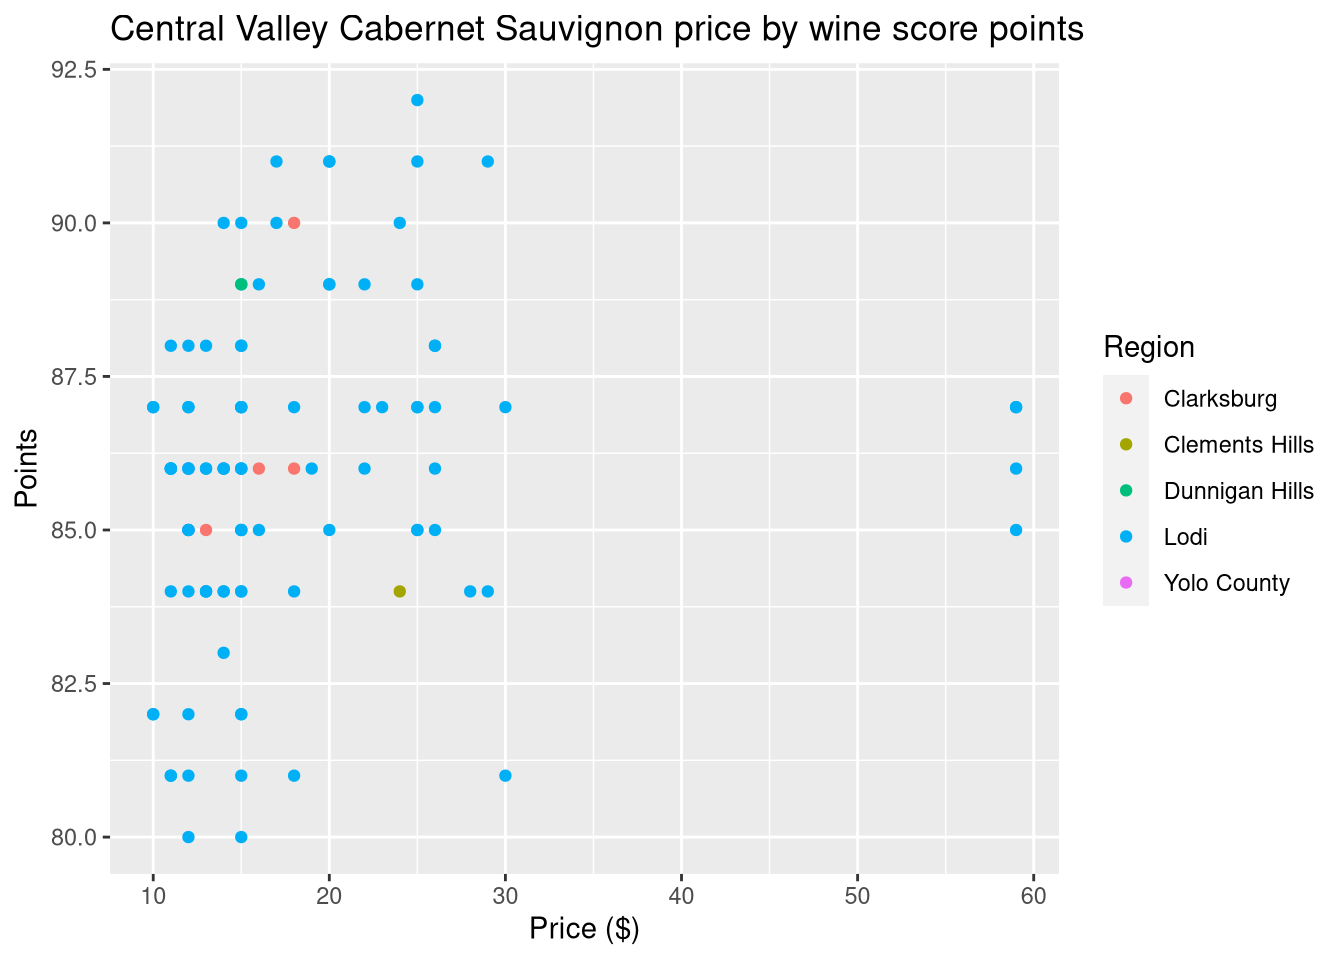 Central Valley Cabernet Sauvignon price by wine score points
92.5
90.0
87.5
85.0
82.5
80.0
Points
10 20 30 40 50 60
Price ($)
Region
Clarksburg
Clements Hills
Dunnigan Hills
Lodi
Yolo County